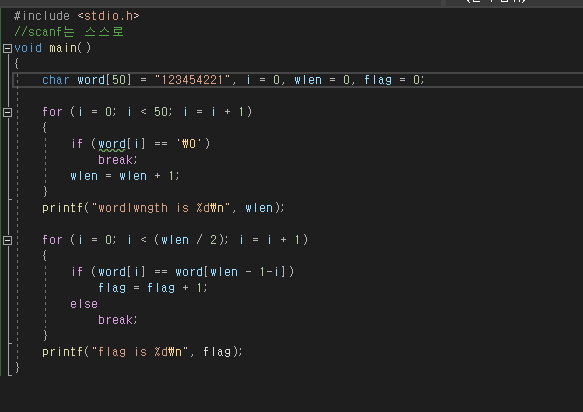 #include <stdio.h>
//scanf는 스스로
void main()
{
char word[50] = "123454221", i = 0, wlen = 0, flag = 0;
for (i = 0; i < 50; i = i + 1)
{
if (word[i] == '₩0')
break;
wlen = wlen + 1;
}
printf("wordlwngth is %d₩n", wlen);
for (i = 0; i < (wlen / 2); i = i + 1)
{
if (word[i] == word[wlen - 1-i])
flag = flag + 1;
else
break;
}
printf("flag is %d₩n", flag);
}